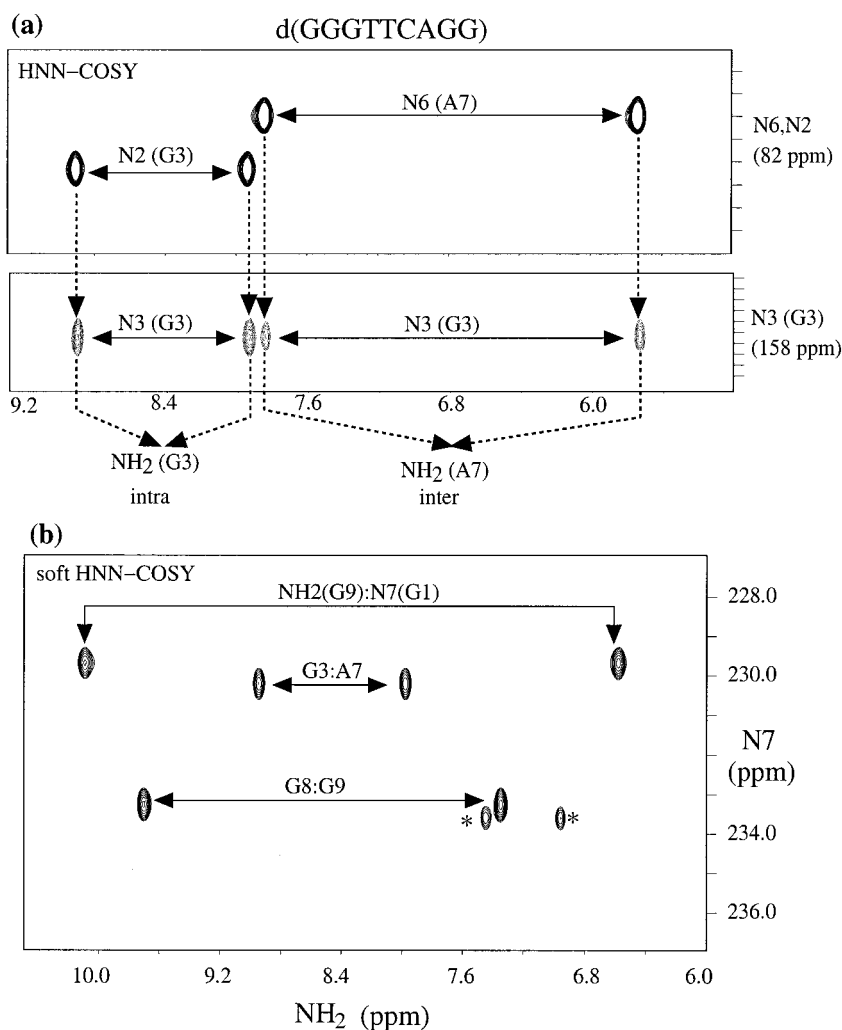 (a)
d(GGGTTCAGG)
HNN–COSY
N6 (A7)
N2 (G3)
N6,N2
(82 ppm)
N3 (G3)
N3 (G3)
N3 (G3)
(158 ppm)
9.2 8.4 7.6 6.8 6.0
NH2 (G3)
intra
NH2 (A7)
inter
(b)
soft HNN–COSY
NH2(G9):N7(G1)
228.0
G3:A7
230.0
N7
(ppm)
G8:G9
* *
234.0
236.0
10.0 9.2 8.4 7.6 6.8 6.0
NH2 (ppm)